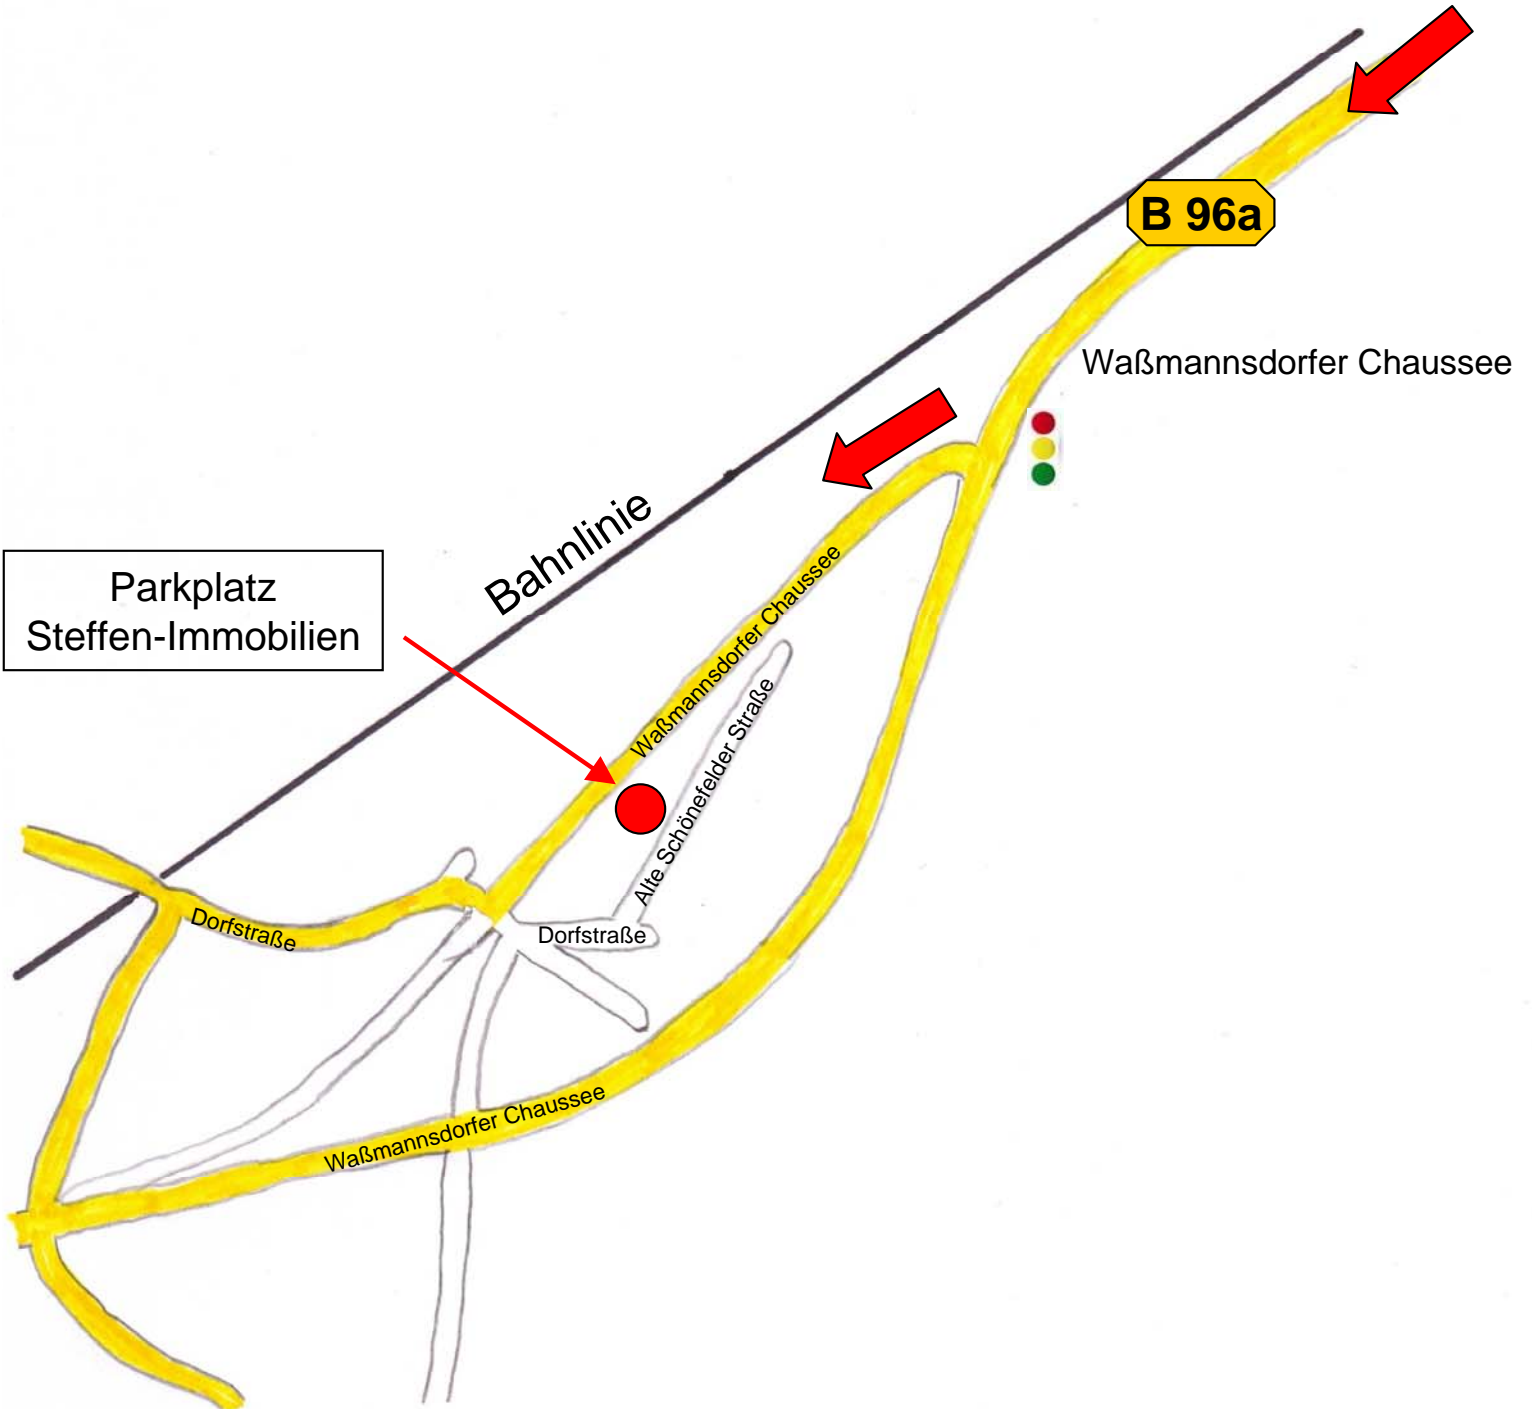 B 96a
Waßmannsdorfer Chaussee
Bahnlinie
Parkplatz
Steffen-Immobilien
Waßmannsdorfer Chaussee
Alte Schönefelder Straße
Dorfstraße
Dorfstraße
Waßmannsdorfer Chaussee